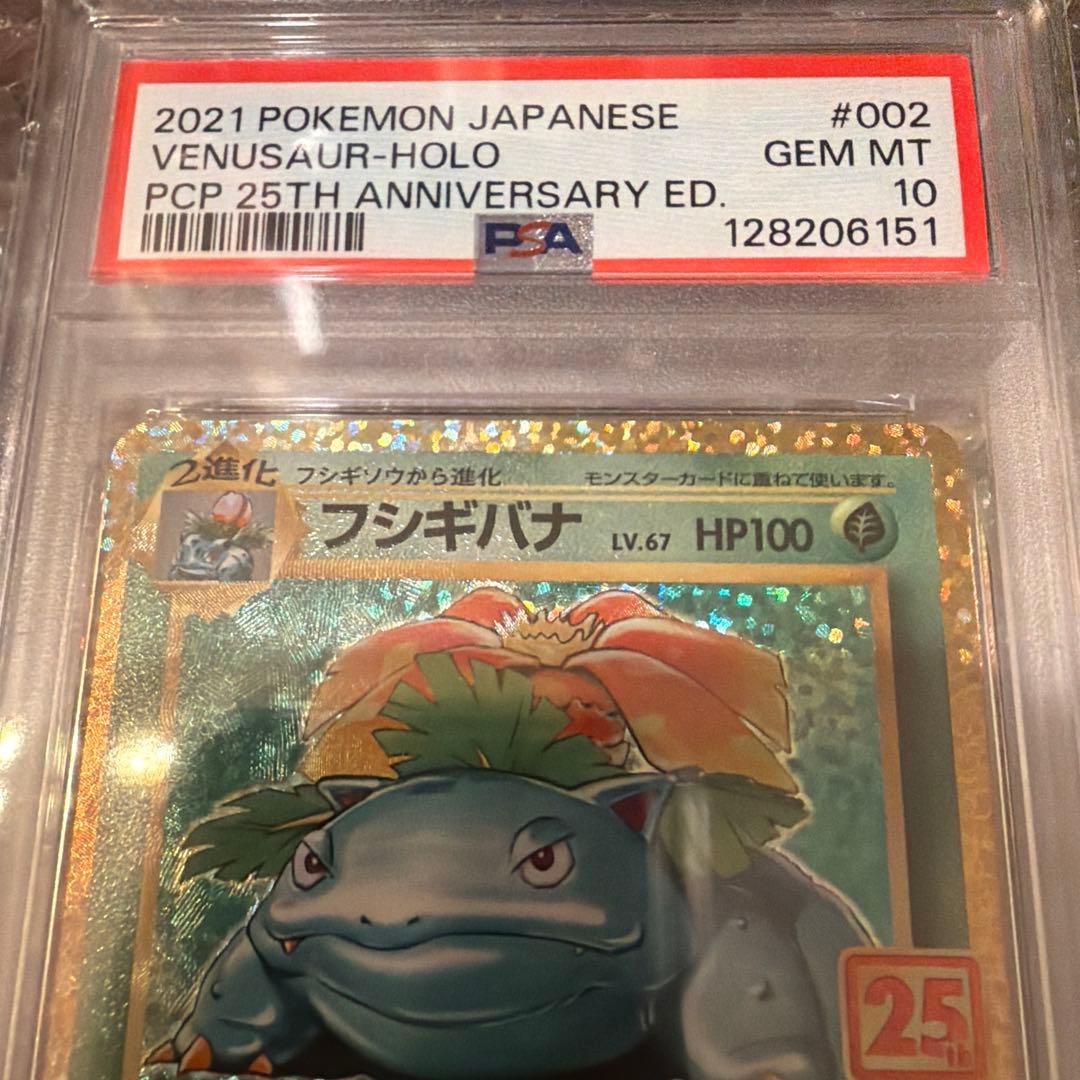 2021 POKEMON JAPANESE #002
VENUSAUR-HOLO GEM MT
PCP 25TH ANNIVERSARY ED. 10
PSA 128206151
2進化 フシギソウから進化 モンスターカードに重ねて使います。
フシギバナ LV.67 HP100
25th